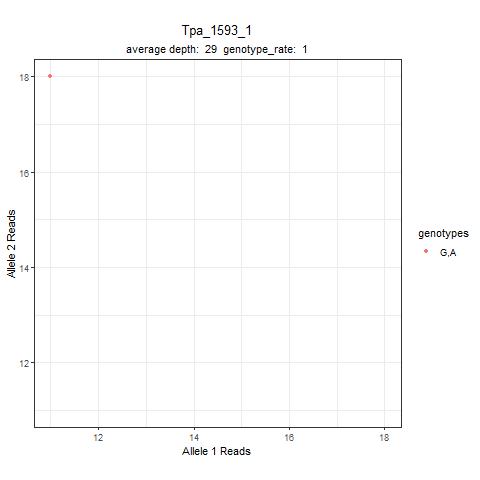 Tpa_1593_1
average depth: 29 genotype_rate: 1
18
16
14
12
Allele 2 Reads
12 14 16 18
Allele 1 Reads
genotypes
G,A